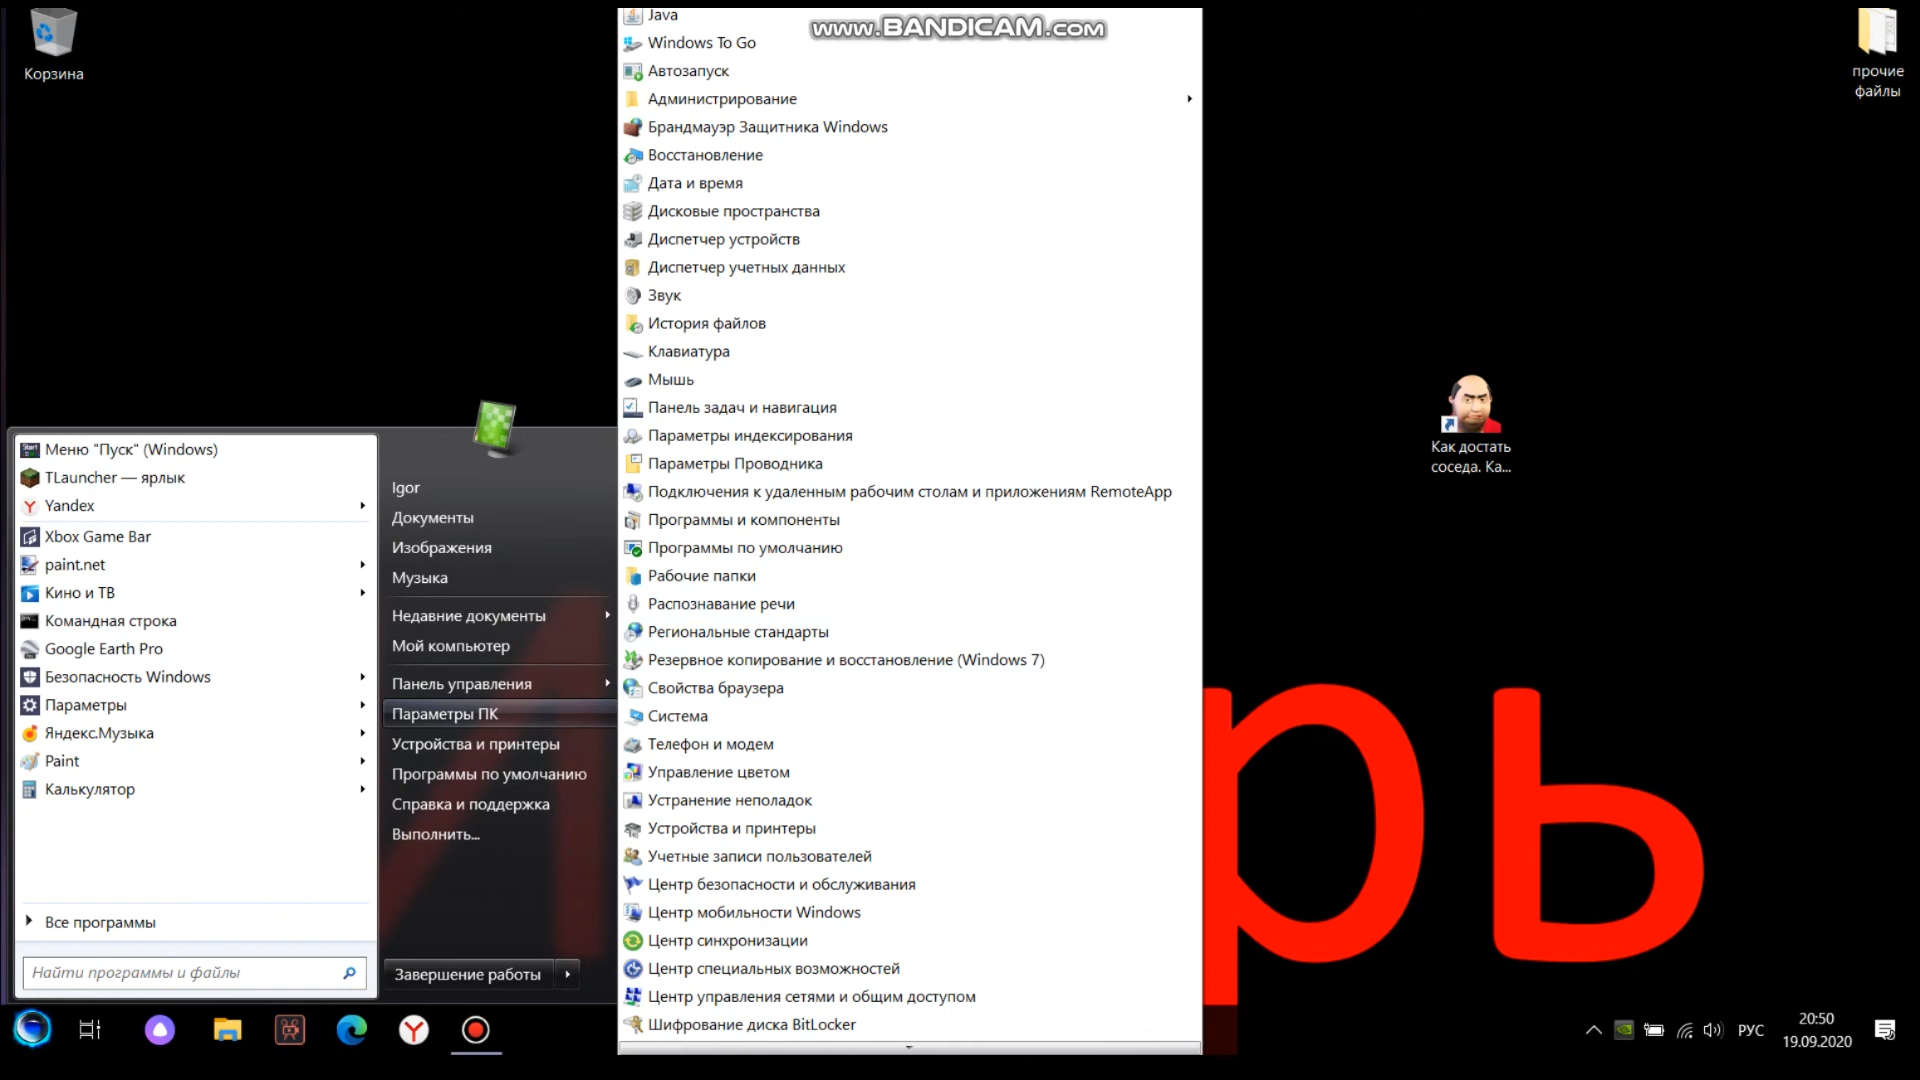 Корзина
Java
www.BANDICAM.com
Windows To Go
Автозапуск
Администрирование
Брандмауэр Защитника Windows
Восстановление
Дата и время
Дисковые пространства
Диспетчер устройств
Диспетчер учетных данных
Звук
История файлов
Клавиатура
Мышь
Панель задач и навигация
Параметры индексирования
Параметры Проводника
Подключения к удаленным рабочим столам и приложениям RemoteApp
Программы и компоненты
Программы по умолчанию
Рабочие папки
Распознавание речи
Региональные стандарты
Резервное копирование и восстановление (Windows 7)
Свойства браузера
Система
Телефон и модем
Управление цветом
Устранение неполадок
Устройства и принтеры
Учетные записи пользователей
Центр безопасности и обслуживания
Центр мобильности Windows
Центр синхронизации
Центр специальных возможностей
Центр управления сетями и общим доступом
Шифрование диска BitLocker
прочие
файлы
Как достать
соседа. Ка...
рь
Меню "Пуск" (Windows)
TLauncher — ярлык
Yandex
Xbox Game Bar
paint.net
Кино и ТВ
Командная строка
Google Earth Pro
Безопасность Windows
Параметры
Яндекс.Музыка
Paint
Калькулятор
Все программы
Найти программы и файлы
Igor
Документы
Изображения
Музыка
Недавние документы
Мой компьютер
Панель управления
Параметры ПК
Устройства и принтеры
Программы по умолчанию
Справка и поддержка
Выполнить...
Завершение работы
РУС
20:50
19.09.2020